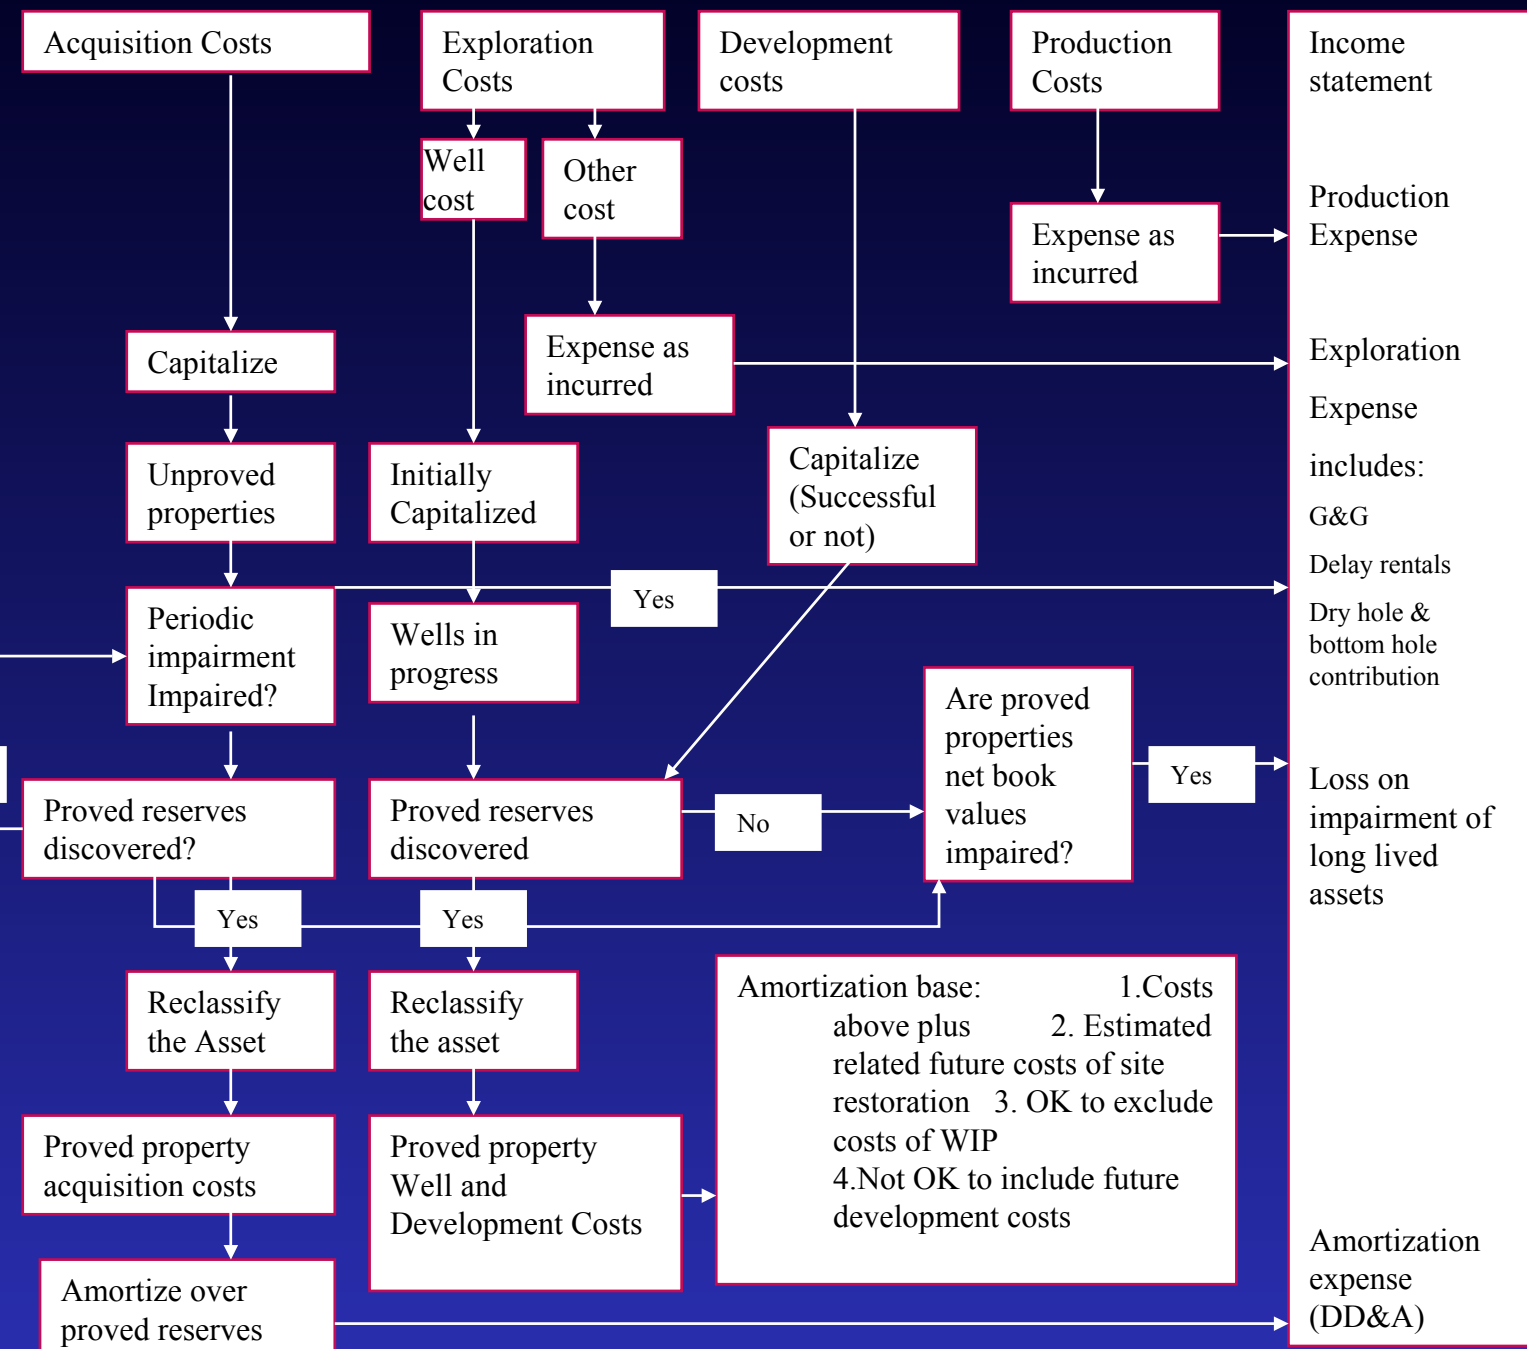 Acquisition Costs
Exploration
Costs
Development
costs
Production
Costs
Income
statement
Well
cost
Other
cost
Expense as
incurred
Production
Expense
Capitalize
Expense as
incurred
Exploration
Expense
includes:
G&G
Delay rentals
Dry hole &
bottom hole
contribution
Unproved
properties
Initially
Capitalized
Capitalize
(Successful
or not)
Periodic
impairment
Impaired?
Yes
Wells in
progress
Are proved
properties
net book
values
impaired?
Yes
Loss on
impairment of
long lived
assets
Proved reserves
discovered?
Proved reserves
discovered
No
Yes
Yes
Reclassify
the Asset
Reclassify
the asset
Amortization base: 1.Costs
above plus 2. Estimated
related future costs of site
restoration 3. OK to exclude
costs of WIP
4.Not OK to include future
development costs
Proved property
acquisition costs
Proved property
Well and
Development Costs
Amortize over
proved reserves
Amortization
expense
(DD&A)